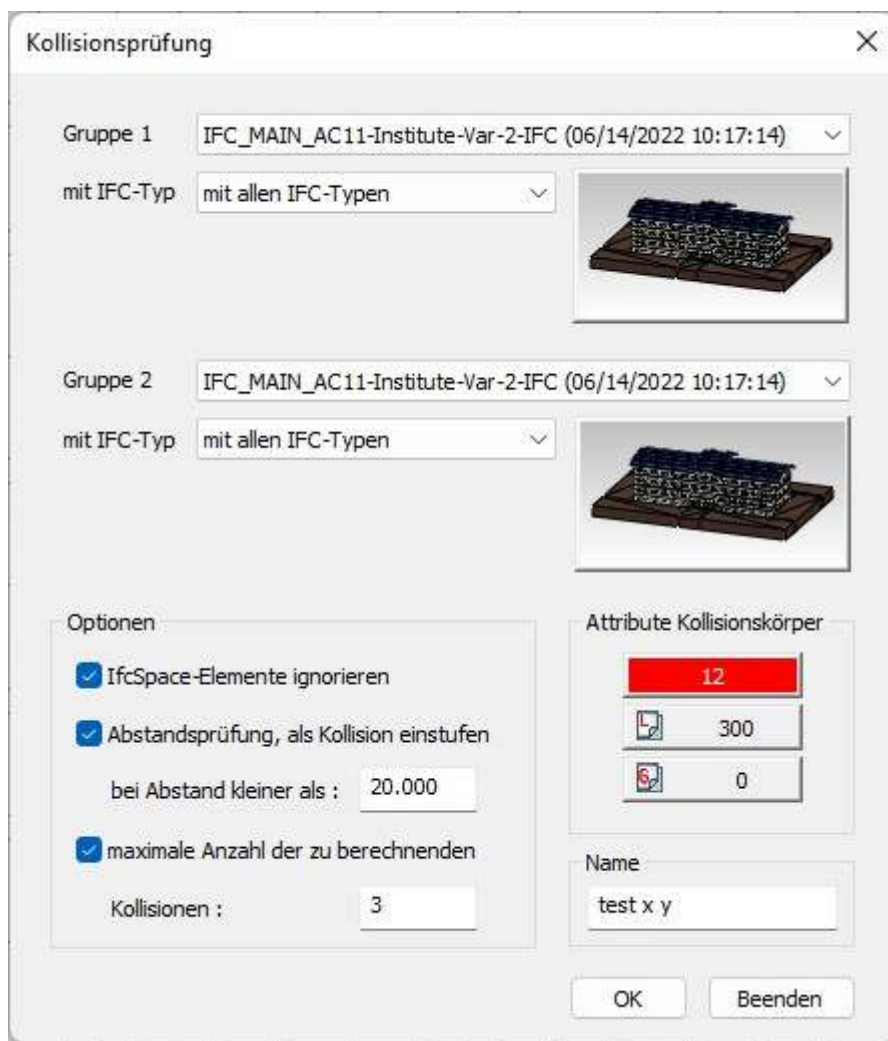 Kollisionsprüfung
Gruppe 1 IFC_MAIN_AC11-Institute-Var-2-IFC (06/14/2022 10:17:14)
mit IFC-Typ mit allen IFC-Typen
Gruppe 2 IFC_MAIN_AC11-Institute-Var-2-IFC (06/14/2022 10:17:14)
mit IFC-Typ mit allen IFC-Typen
Optionen
IfcSpace-Elemente ignorieren
Abstandsprüfung, als Kollision einstufen
bei Abstand kleiner als : 20.000
maximale Anzahl der zu berechnenden
Kollisionen : 3
Attribute Kollisionskörper
12
L 300
6 0
Name
test x y
OK Beenden